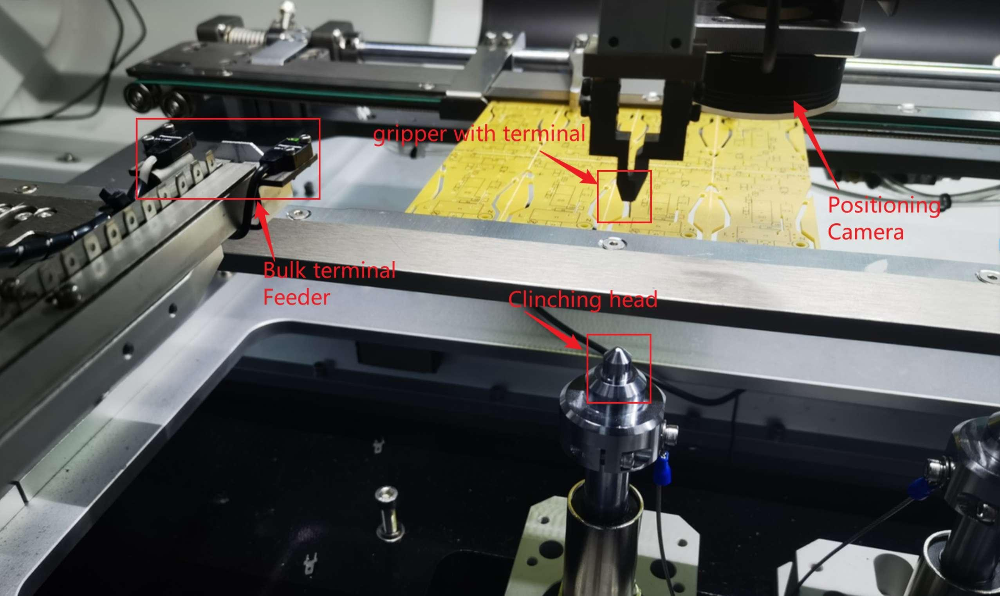 gripper with terminal
Positioning
Camera
Bulk terminal
Feeder
Clinching head